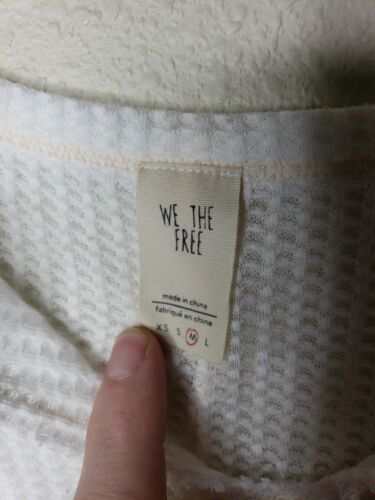 WE THE
FREE
made in china
fabriqué en chine
XS S M L